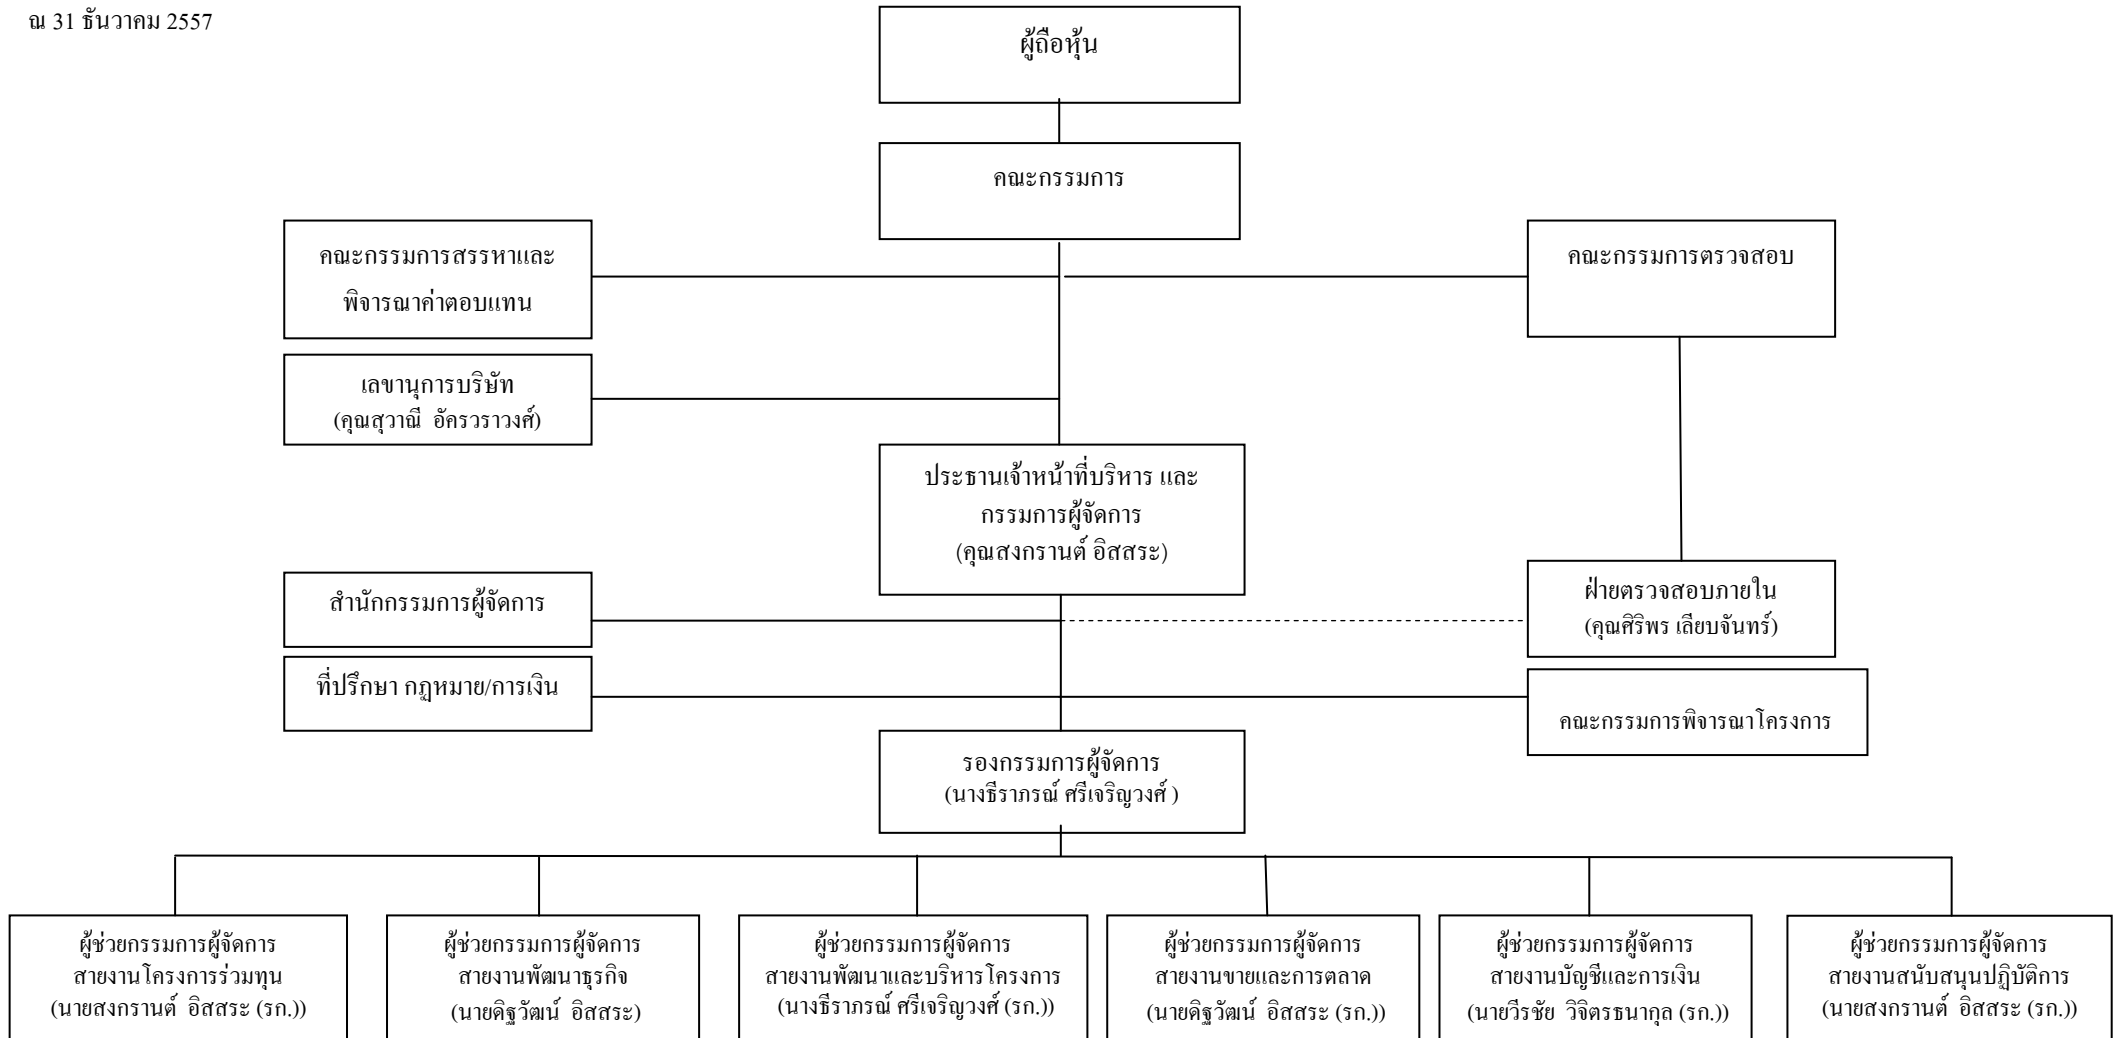 ณ 31 ธันวาคม 2557
ผู้ถือหุ้น
คณะกรรมการ
คณะกรรมการสรรหาและ
พิจารณาค่าตอบแทน
คณะกรรมการตรวจสอบ
เลขานุการบริษัท
(คุณสุวาณี อัครวราวงศ์)
ประธานเจ้าหน้าที่บริหาร และ
กรรมการผู้จัดการ
(คุณสงกรานต์ อิสสระ)
สำนักกรรมการผู้จัดการ
ฝ่ายตรวจสอบภายใน
(คุณศิริพร เลียบจันทร์)
ที่ปรึกษา กฎหมาย/การเงิน
คณะกรรมการพิจารณาโครงการ
รองกรรมการผู้จัดการ
(นางธีราภรณ์ ศรีเจริญวงศ์ )
ผู้ช่วยกรรมการผู้จัดการ
สายงานโครงการร่วมทุน
(นายสงกรานต์ อิสสระ (รก.))
ผู้ช่วยกรรมการผู้จัดการ
สายงานพัฒนาธุรกิจ
(นายดิฐวัฒน์ อิสสระ)
ผู้ช่วยกรรมการผู้จัดการ
สายงานพัฒนาและบริหารโครงการ
(นางธีราภรณ์ ศรีเจริญวงศ์ (รก.))
ผู้ช่วยกรรมการผู้จัดการ
สายงานขายและการตลาด
(นายดิฐวัฒน์ อิสสระ (รก.))
ผู้ช่วยกรรมการผู้จัดการ
สายงานบัญชีและการเงิน
(นายวีรชัย วิจิตรธนากุล (รก.))
ผู้ช่วยกรรมการผู้จัดการ
สายงานสนับสนุนปฏิบัติการ
(นายสงกรานต์ อิสสระ (รก.))